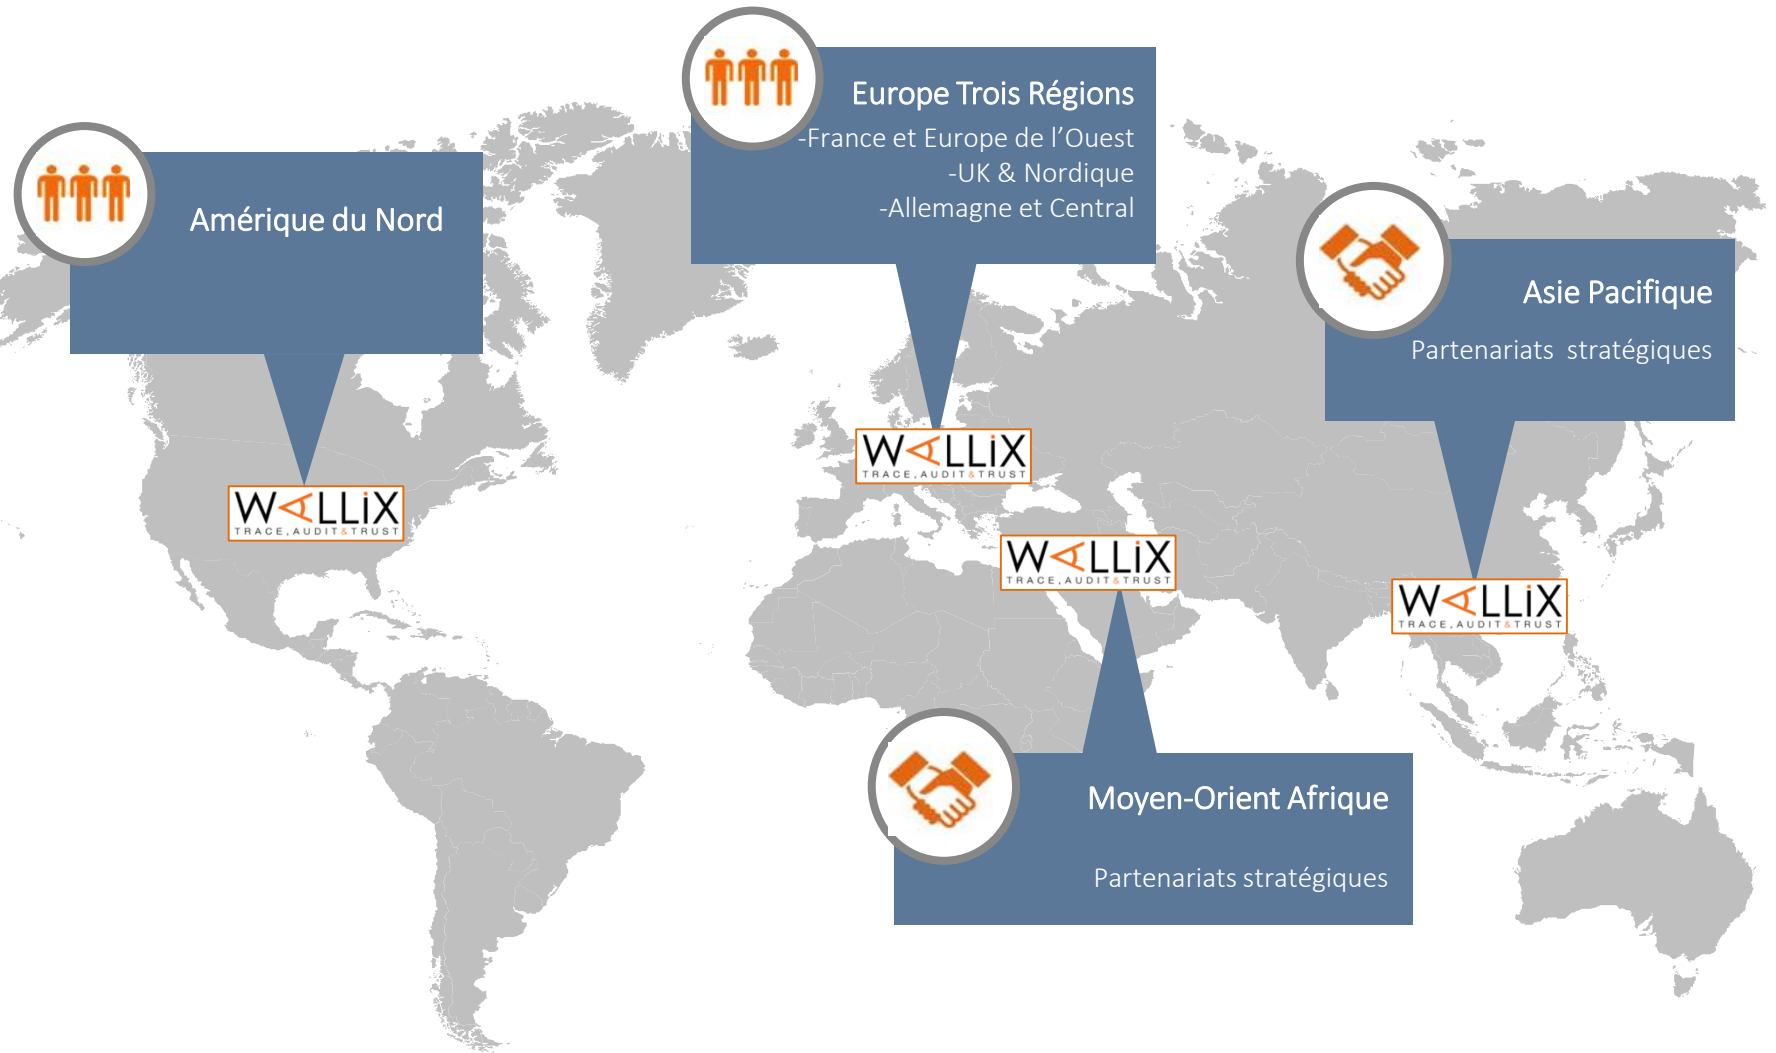 Europe Trois Régions
-France et Europe de l’Ouest
-UK & Nordique
-Allemagne et Central
Amérique du Nord
Asie Pacifique
Partenariats stratégiques
WALLiX
TRACE, AUDIT&TRUST
WALLiX
TRACE, AUDIT&TRUST
WALLiX
TRACE, AUDIT&TRUST
WALLiX
TRACE, AUDIT&TRUST
Moyen-Orient Afrique
Partenariats stratégiques